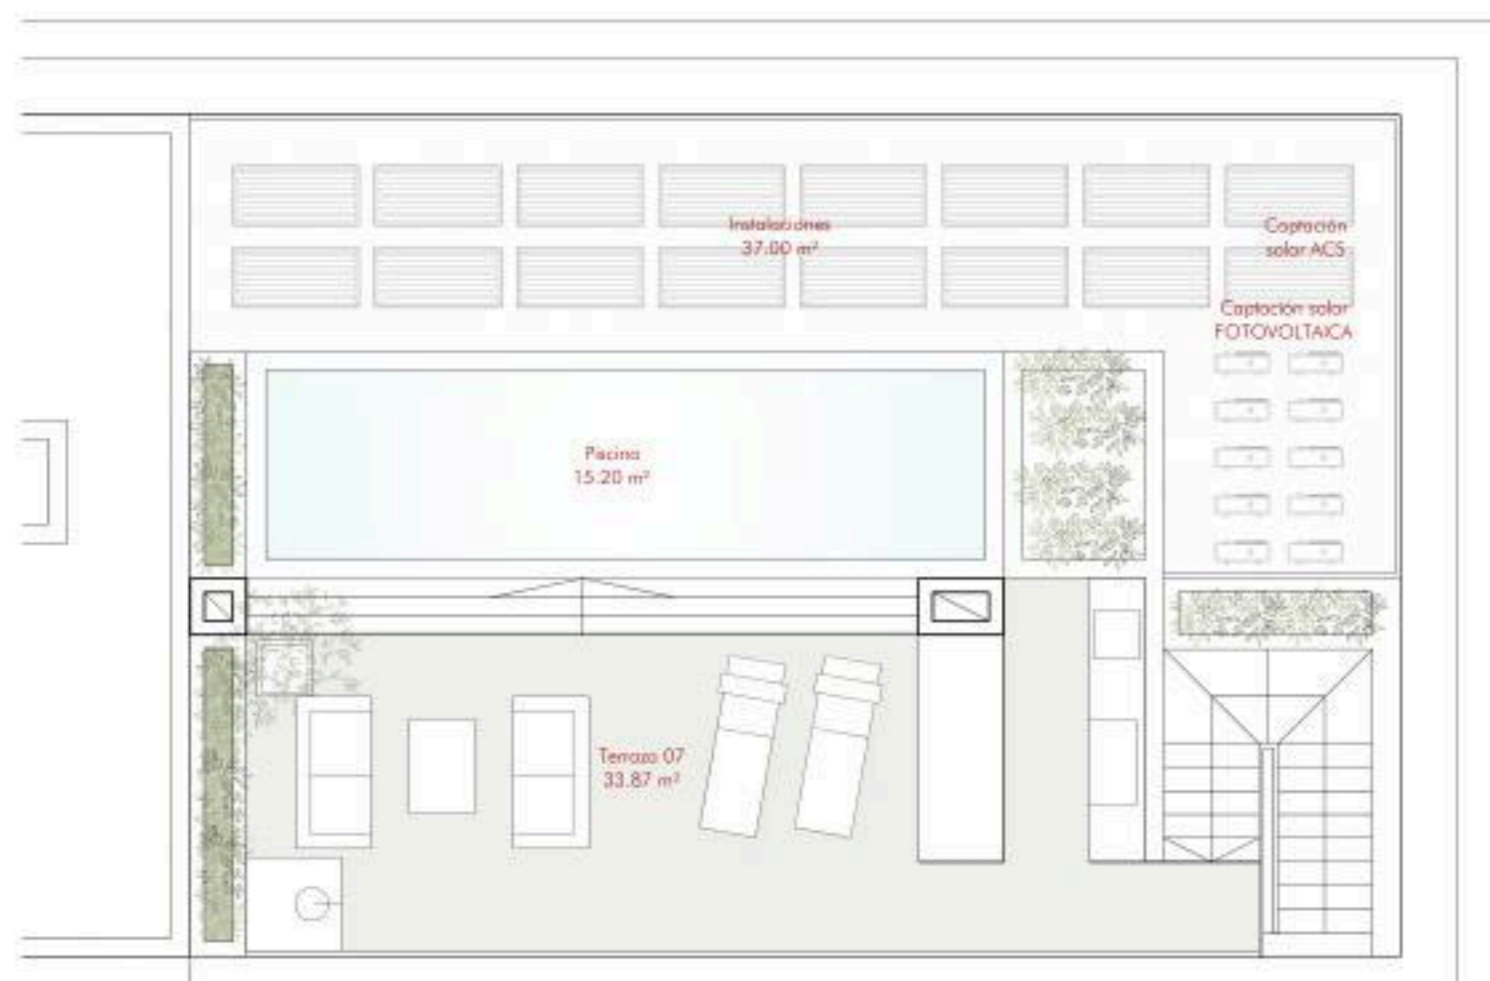 Instalaciones
37.00 m²
Captación
solar ACS
Captación solar
FOTOVOLTAICA
Piscina
15.20 m²
Terraza 07
33.87 m²